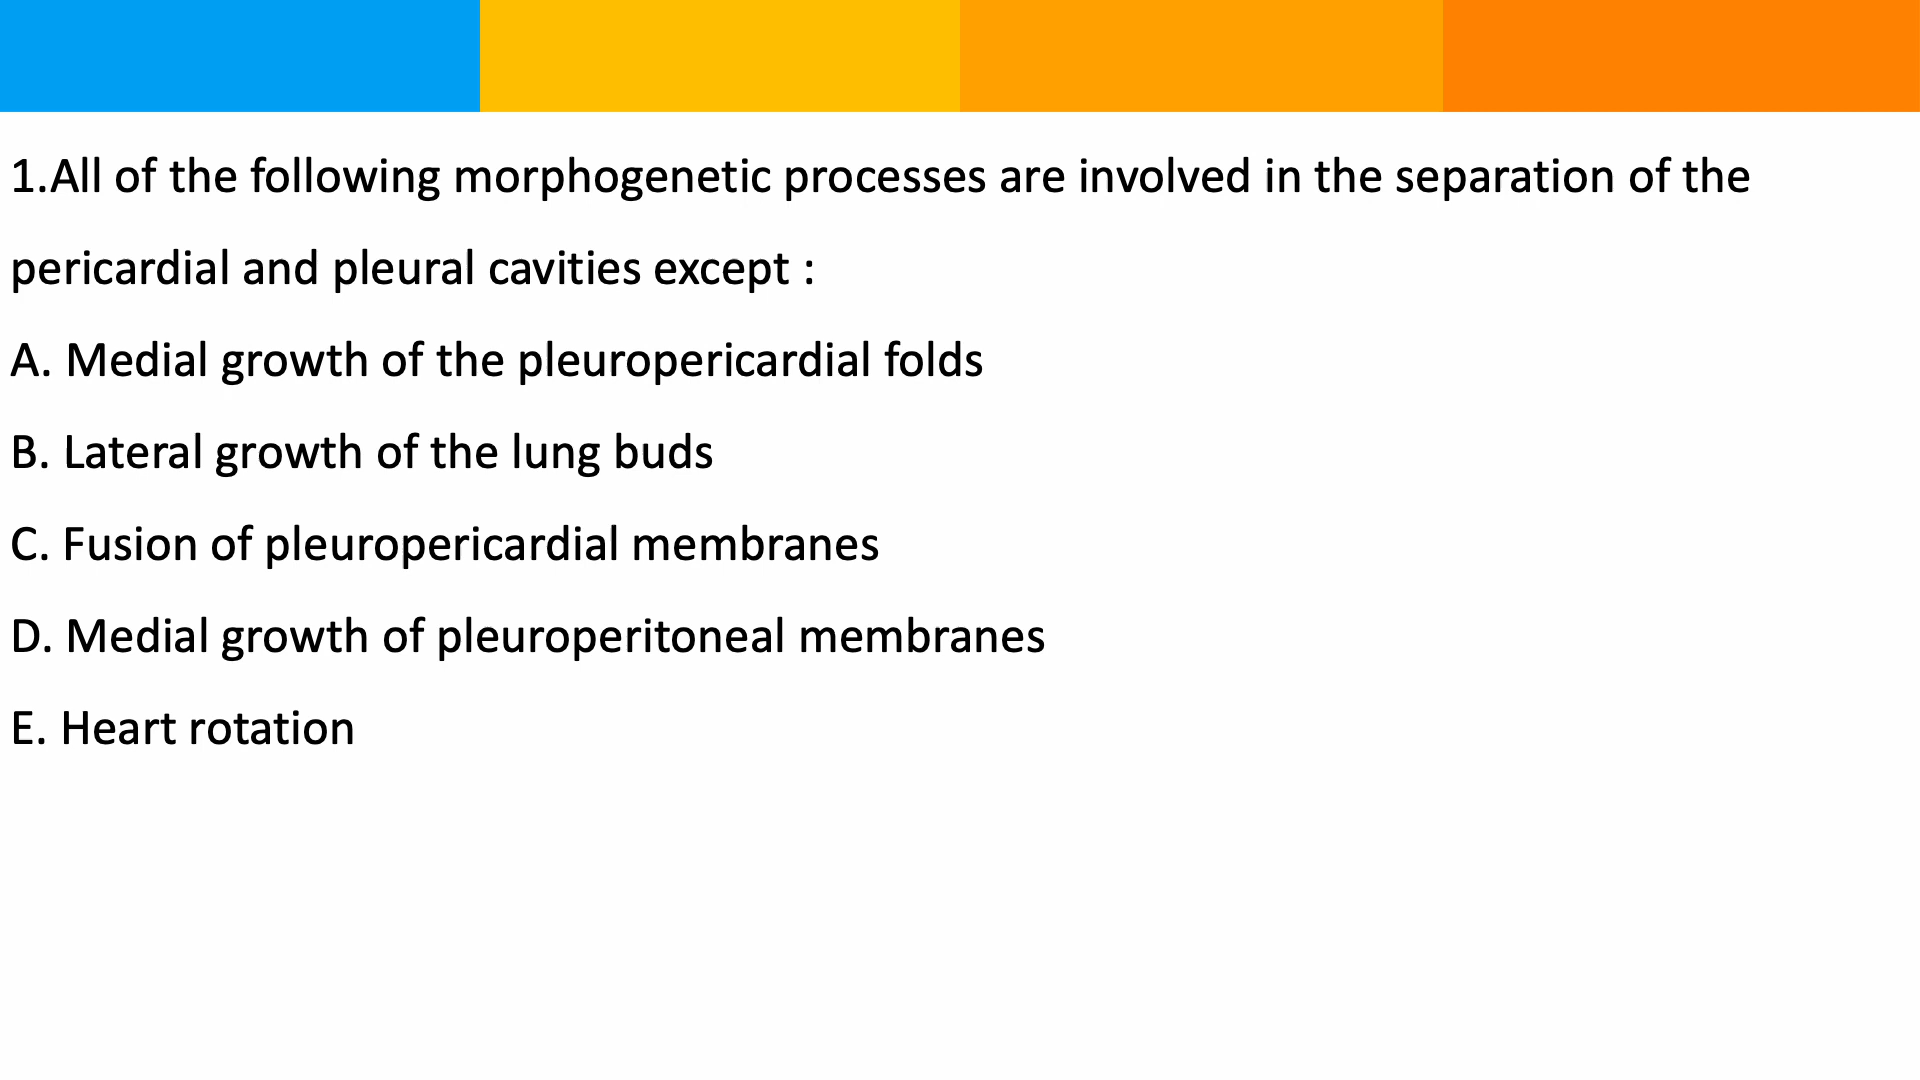 1.All of the following morphogenetic processes are involved in the separation of the
pericardial and pleural cavities except :
A. Medial growth of the pleuropericardial folds
B. Lateral growth of the lung buds
C. Fusion of pleuropericardial membranes
D. Medial growth of pleuroperitoneal membranes
E. Heart rotation